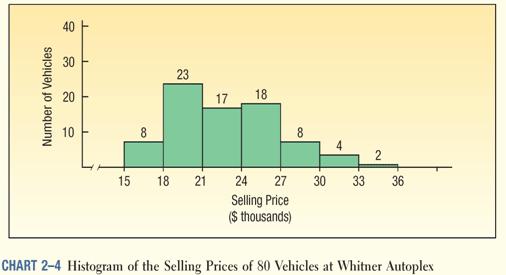 40
30
20
10
Number of Vehicles
8
23
17
18
8
4
2
15 18 21 24 27 30 33 36
Selling Price
($ thousands)
CHART 2–4 Histogram of the Selling Prices of 80 Vehicles at Whitner Autoplex